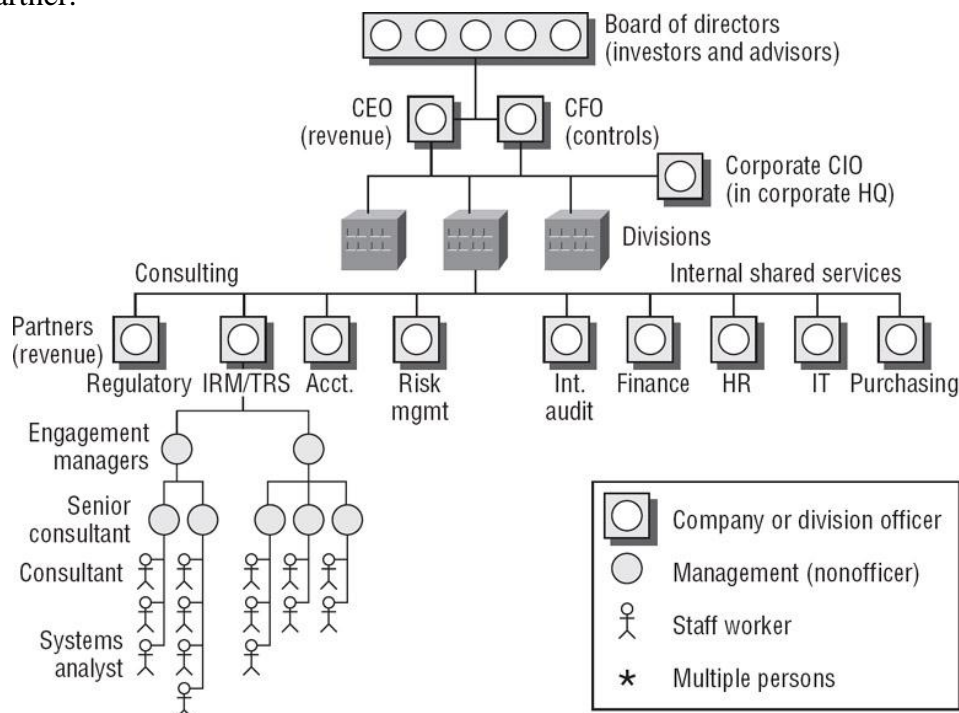 Board of directors
(investors and advisors)
CEO
(revenue)
CFO
(controls)
Corporate CIO
(in corporate HQ)
Divisions
Consulting
Internal shared services
Partners
(revenue)
Regulatory
IRM/TRS
Acct.
Risk
mgmt
Int.
audit
Finance
HR
IT
Purchasing
Engagement
managers
Senior
consultant
Consultant
Systems
analyst
Company or division officer
Management (nonofficer)
Staff worker
* Multiple persons